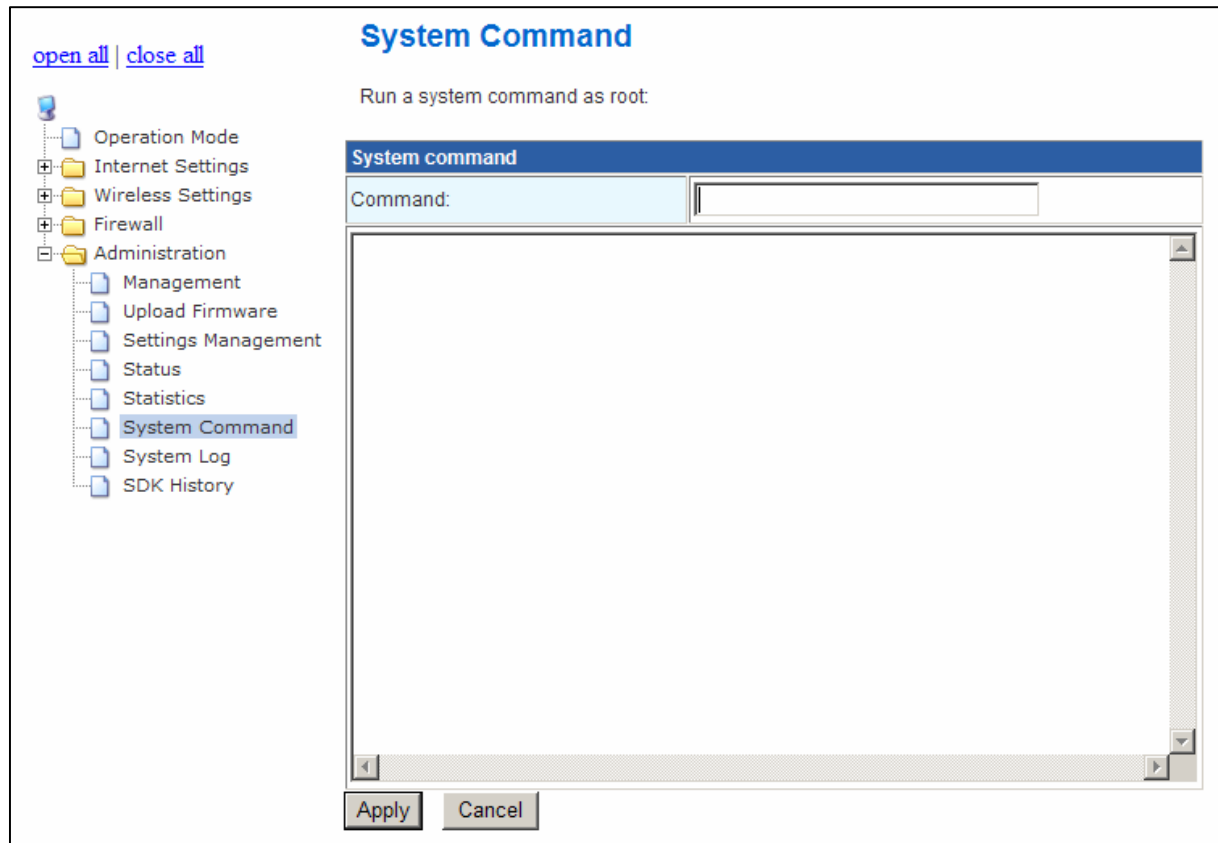 open all | close all
Operation Mode
Internet Settings
Wireless Settings
Firewall
Administration
Management
Upload Firmware
Settings Management
Status
Statistics
System Command
System Log
SDK History
System Command
Run a system command as root:
System command
Command:
Apply
Cancel